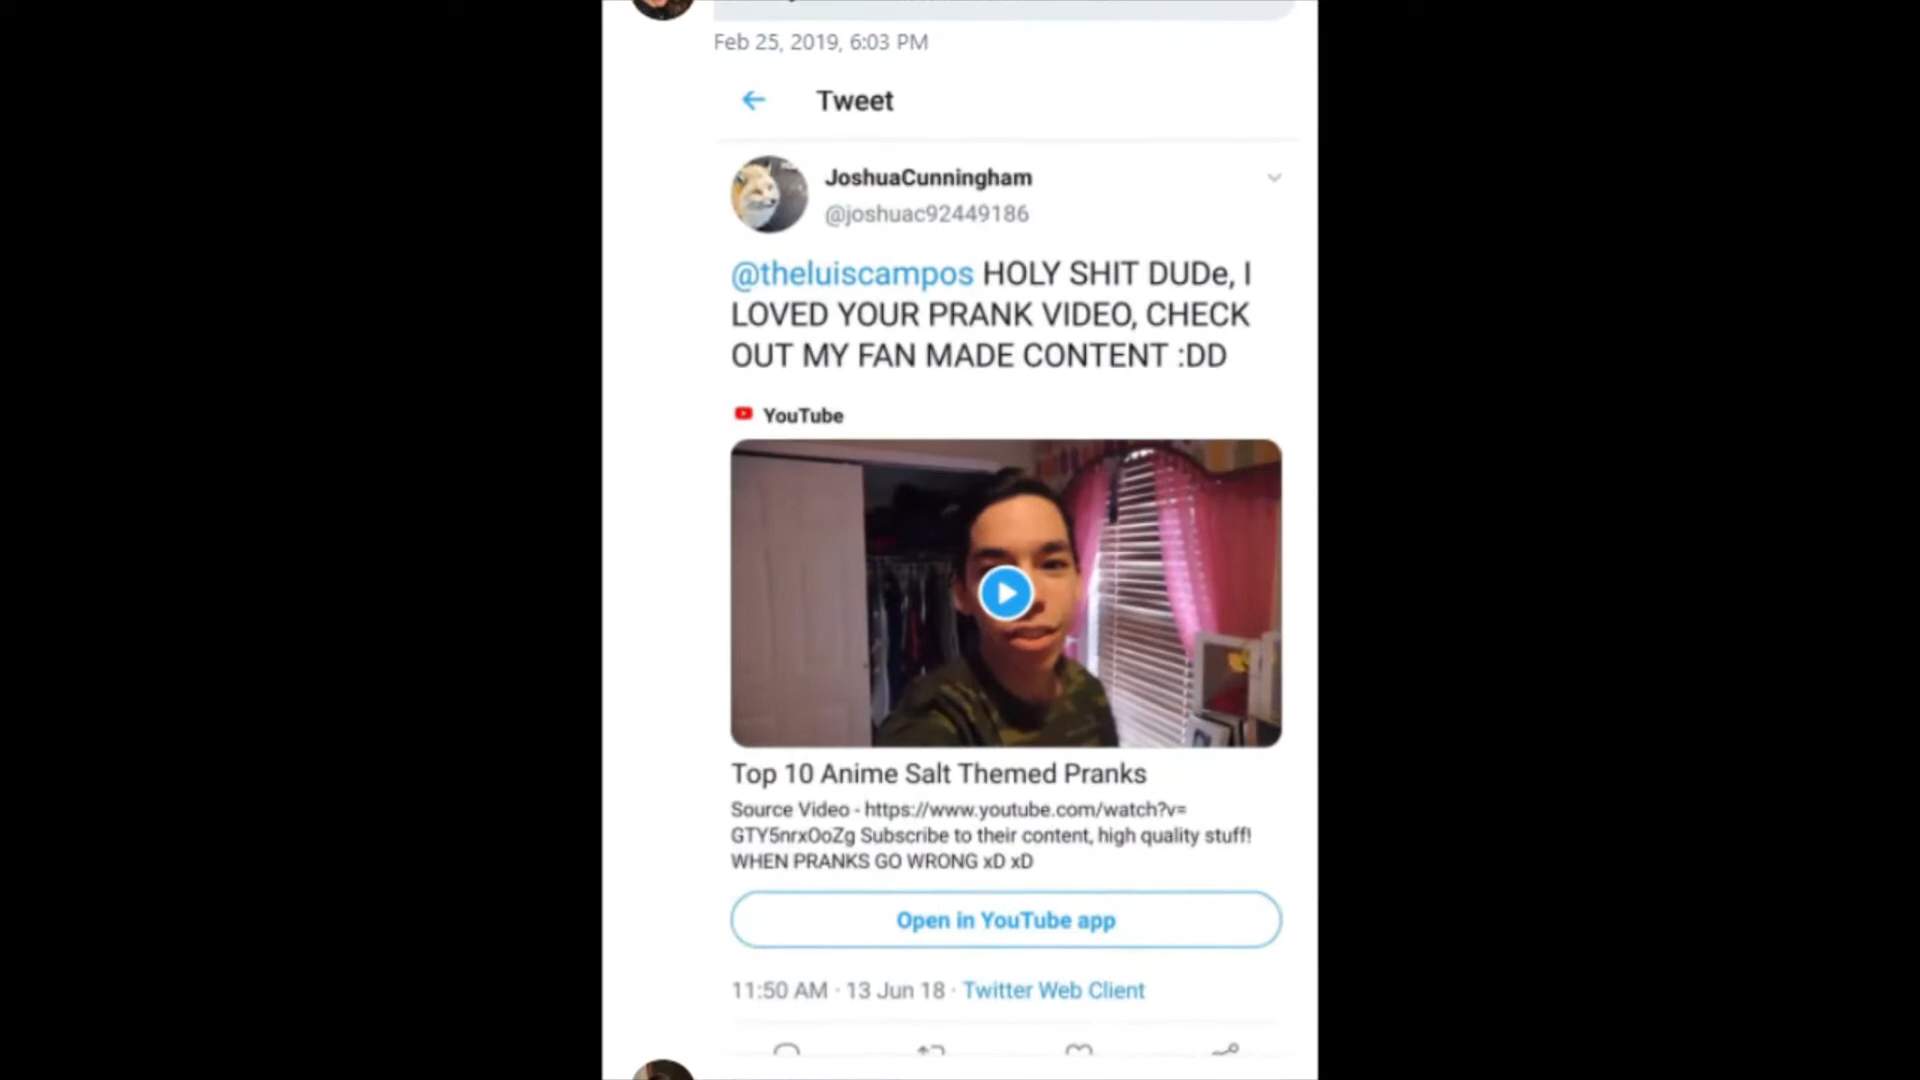 Feb 25, 2019, 6:03 PM
Tweet
JoshuaCunningham
@joshuac92449186
@theluiscampos HOLY SHIT DUDe, I
LOVED YOUR PRANK VIDEO, CHECK
OUT MY FAN MADE CONTENT :DD
YouTube
Top 10 Anime Salt Themed Pranks
Source Video - https://www.youtube.com/watch?v=
GTY5nrxOoZg Subscribe to their content, high quality stuff!
WHEN PRANKS GO WRONG xD xD
Open in YouTube app
11:50 AM · 13 Jun 18 · Twitter Web Client